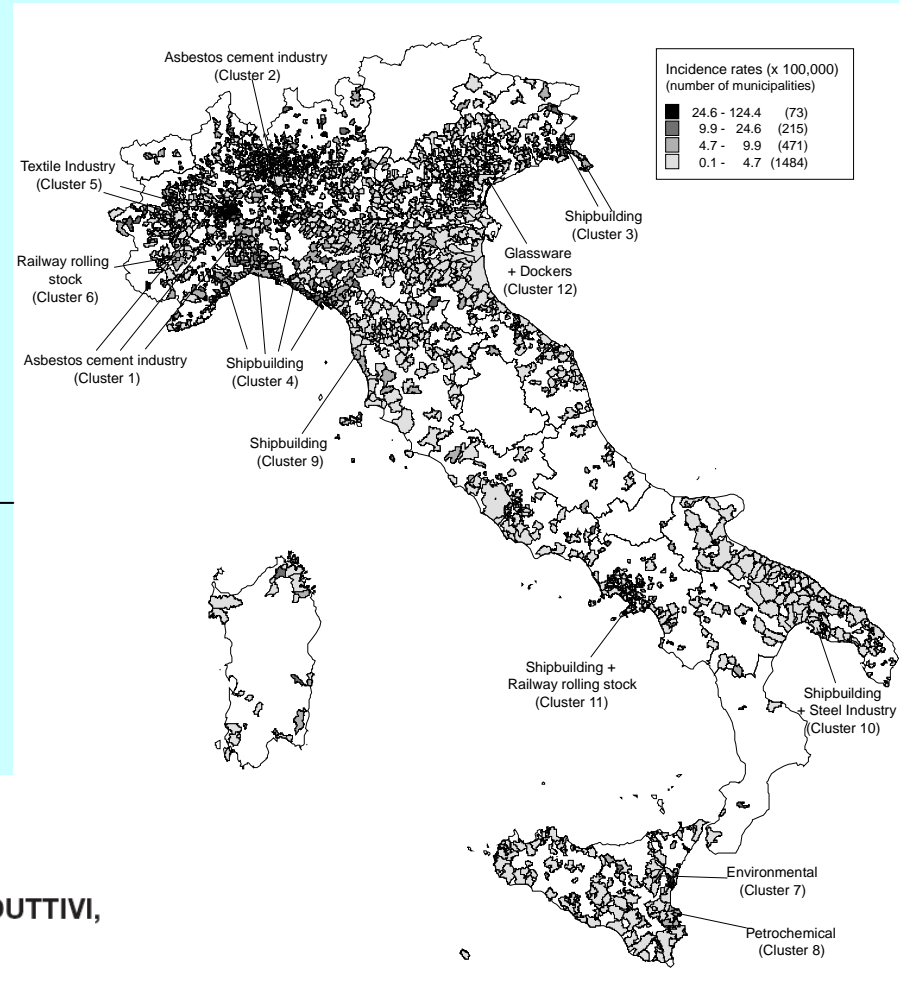 Asbestos cement industry
(Cluster 2)
Incidence rates (x 100,000)
(number of municipalities)
24.6 - 124.4 (73)
9.9 - 24.6 (215)
4.7 - 9.9 (471)
0.1 - 4.7 (1484)
Textile Industry
(Cluster 5)
Shipbuilding
(Cluster 3)
Glassware
+ Dockers
(Cluster 12)
Railway rolling
stock
(Cluster 6)
Asbestos cement industry
(Cluster 1)
Shipbuilding
(Cluster 4)
Shipbuilding
(Cluster 9)
Shipbuilding +
Railway rolling stock
(Cluster 11)
Shipbuilding
+ Steel Industry
(Cluster 10)
Environmental
(Cluster 7)
Petrochemical
(Cluster 8)
DUTTIVI,